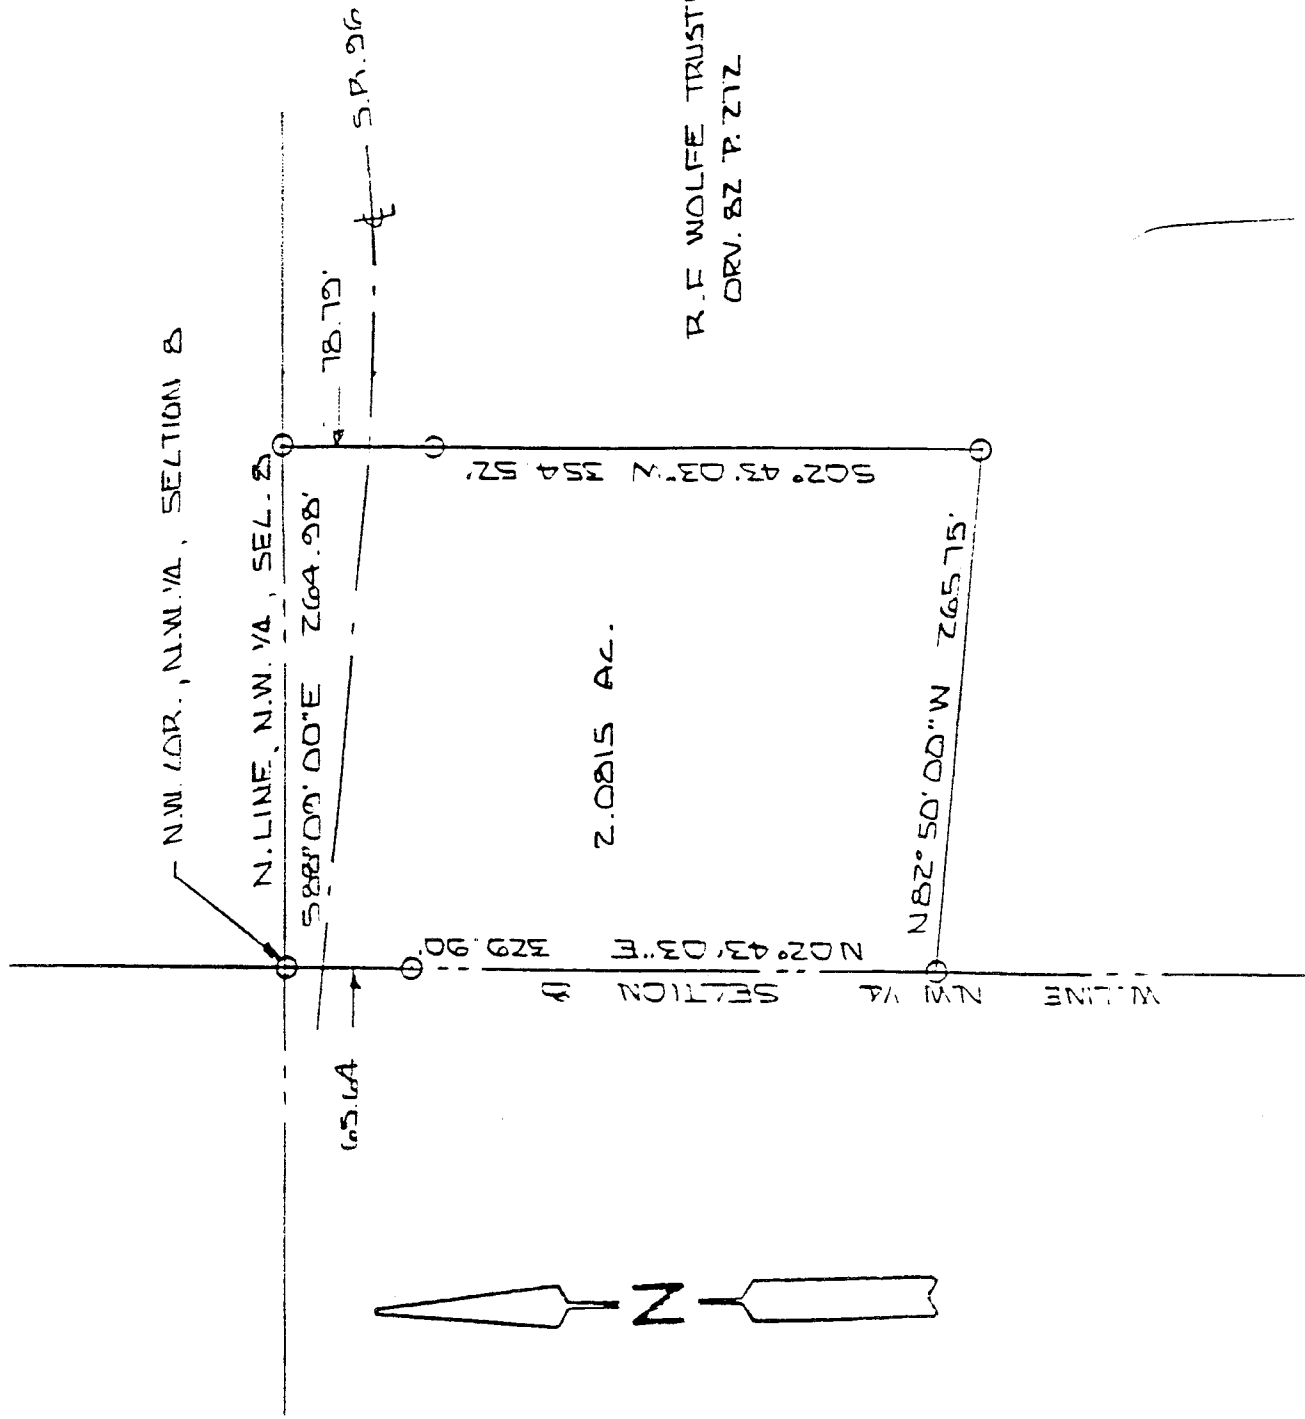 N.W. COR., N.W. 1/4, SECTION 8
N. LINE, N.W. 1/4, SEC. 8
S88°09'00"E 264.98'
S.R. 96
78.79'
65.64
R.F WOLFE TRUST
ORV. 82 P. 272
S02°43'03"W 354.52'
2.0815 AC.
N02°43'03"E 329.90'
W. LINE N.W 1/4 SECTION 8
N82°50'00"W 265.75'
N